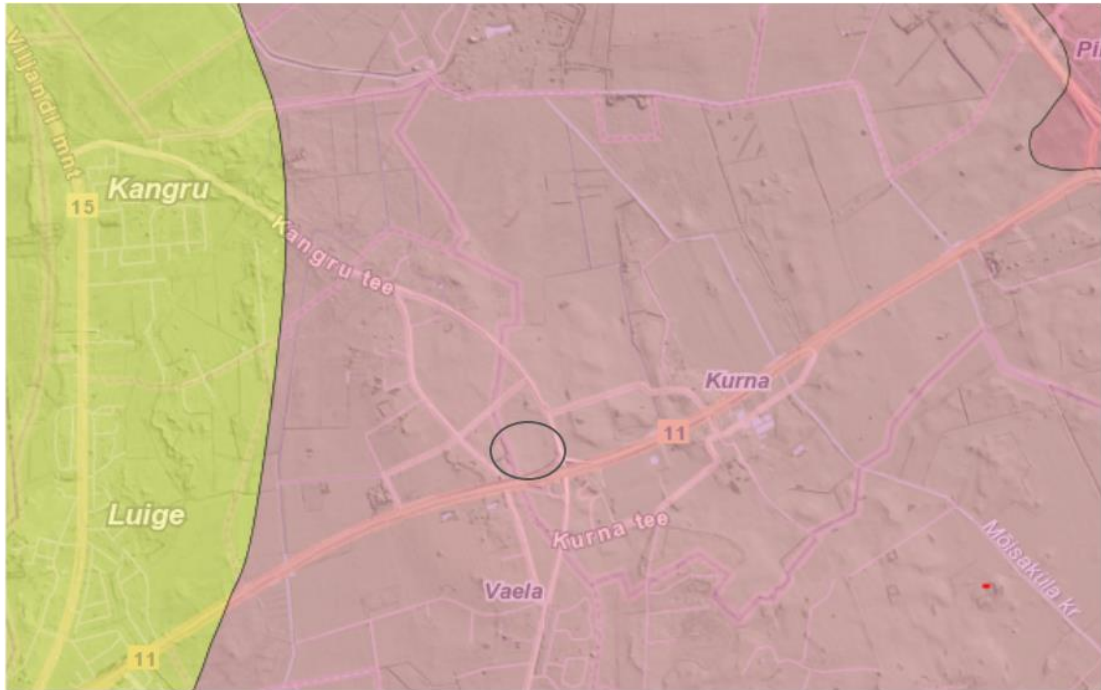 Viljandi mnt
Pi
Kangru
15
Kangru tee
Kurna
11
Luige
Kurna tee
Mõisaküla kr
Vaela
11